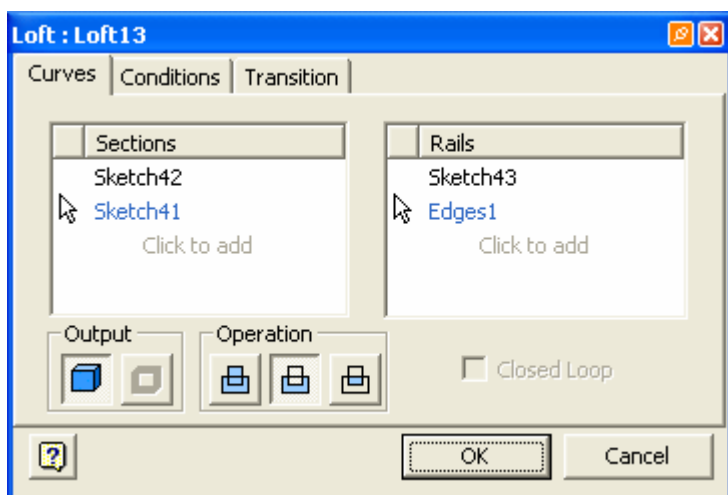 Loft : Loft13
Curves Conditions Transition
Sections
Sketch42
Sketch41
Click to add
Rails
Sketch43
Edges1
Click to add
Output
Operation
Closed Loop
?
OK Cancel